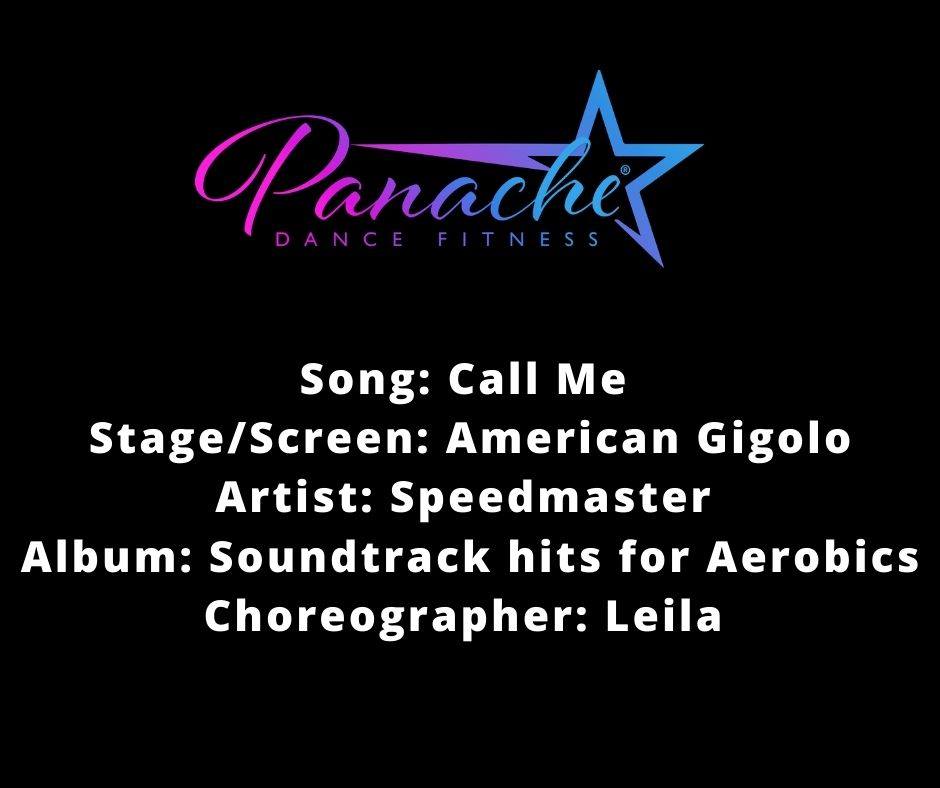 Panache®
DANCE FITNESS
Song: Call Me
Stage/Screen: American Gigolo
Artist: Speedmaster
Album: Soundtrack hits for Aerobics
Choreographer: Leila